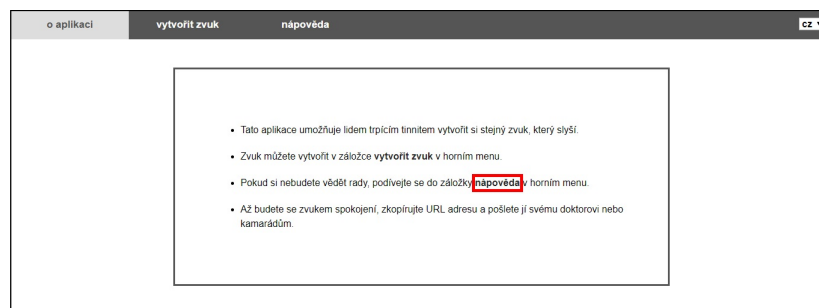 o aplikaci vytvořit zvuk nápověda cz
Tato aplikace umožňuje lidem trpícím tinnitem vytvořit si stejný zvuk, který slyší.
Zvuk můžete vytvořit v záložce vytvořit zvuk v horním menu.
Pokud si nebudete vědět rady, podívejte se do záložky nápověda v horním menu.
Až budete se zvukem spokojení, zkopírujte URL adresu a pošlete jí svému doktorovi nebo
kamarádům.